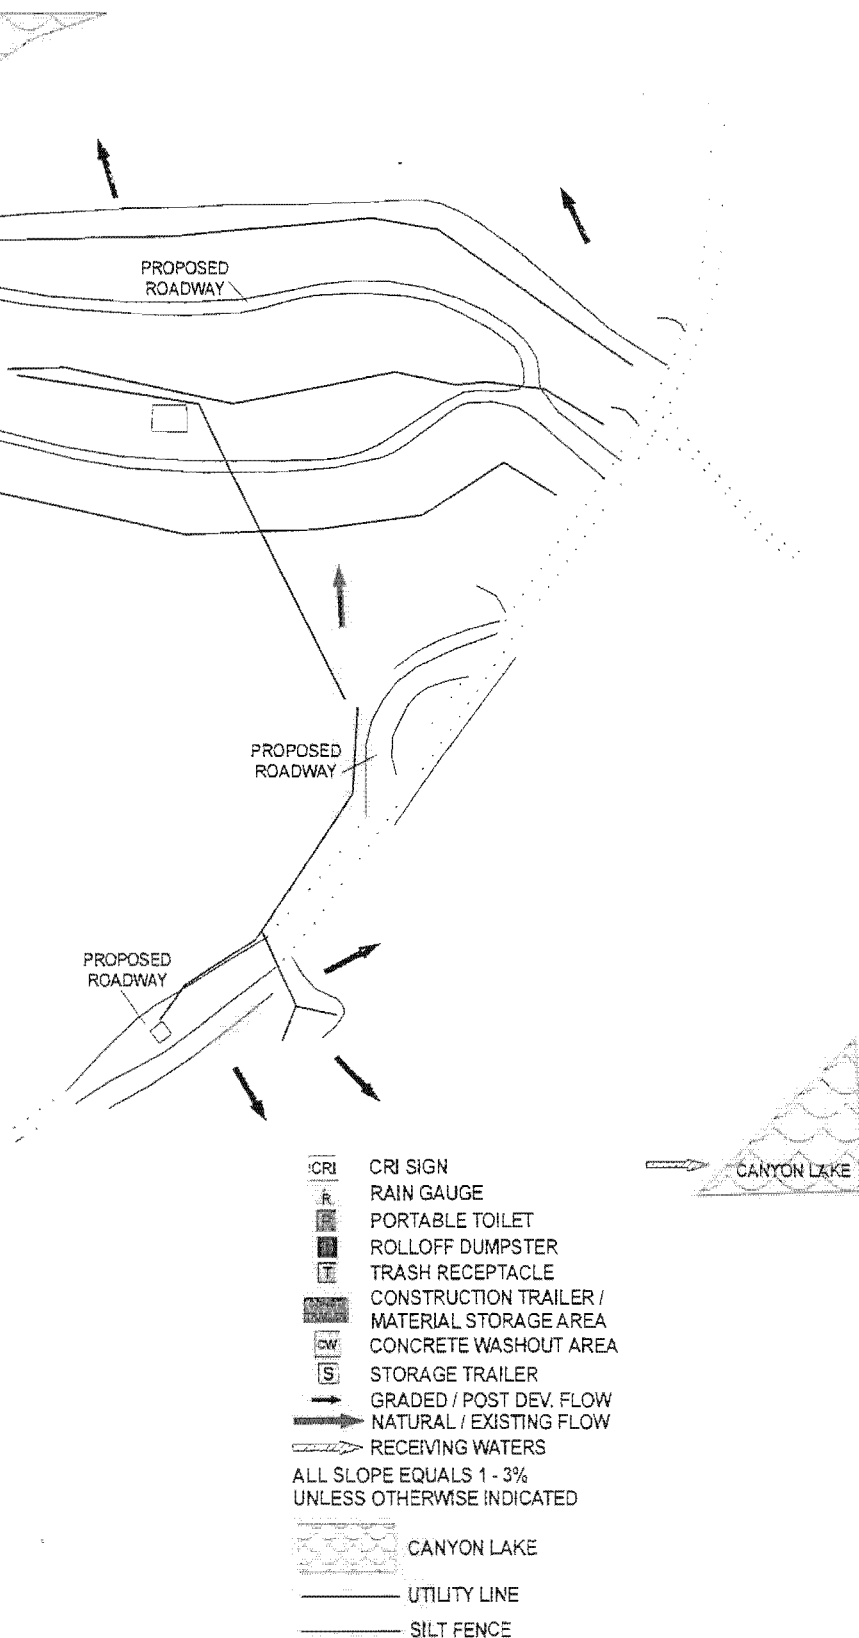 PROPOSED
ROADWAY
PROPOSED
ROADWAY
PROPOSED
ROADWAY
CANYON LAKE
CRI CRI SIGN
R RAIN GAUGE
P PORTABLE TOILET
ROLLOFF DUMPSTER
T TRASH RECEPTACLE
CONSTRUCTION TRAILER /
MATERIAL STORAGE AREA
CW CONCRETE WASHOUT AREA
S STORAGE TRAILER
GRADED / POST DEV. FLOW
NATURAL / EXISTING FLOW
RECEIVING WATERS
ALL SLOPE EQUALS 1 - 3%
UNLESS OTHERWISE INDICATED
CANYON LAKE
UTILITY LINE
SILT FENCE